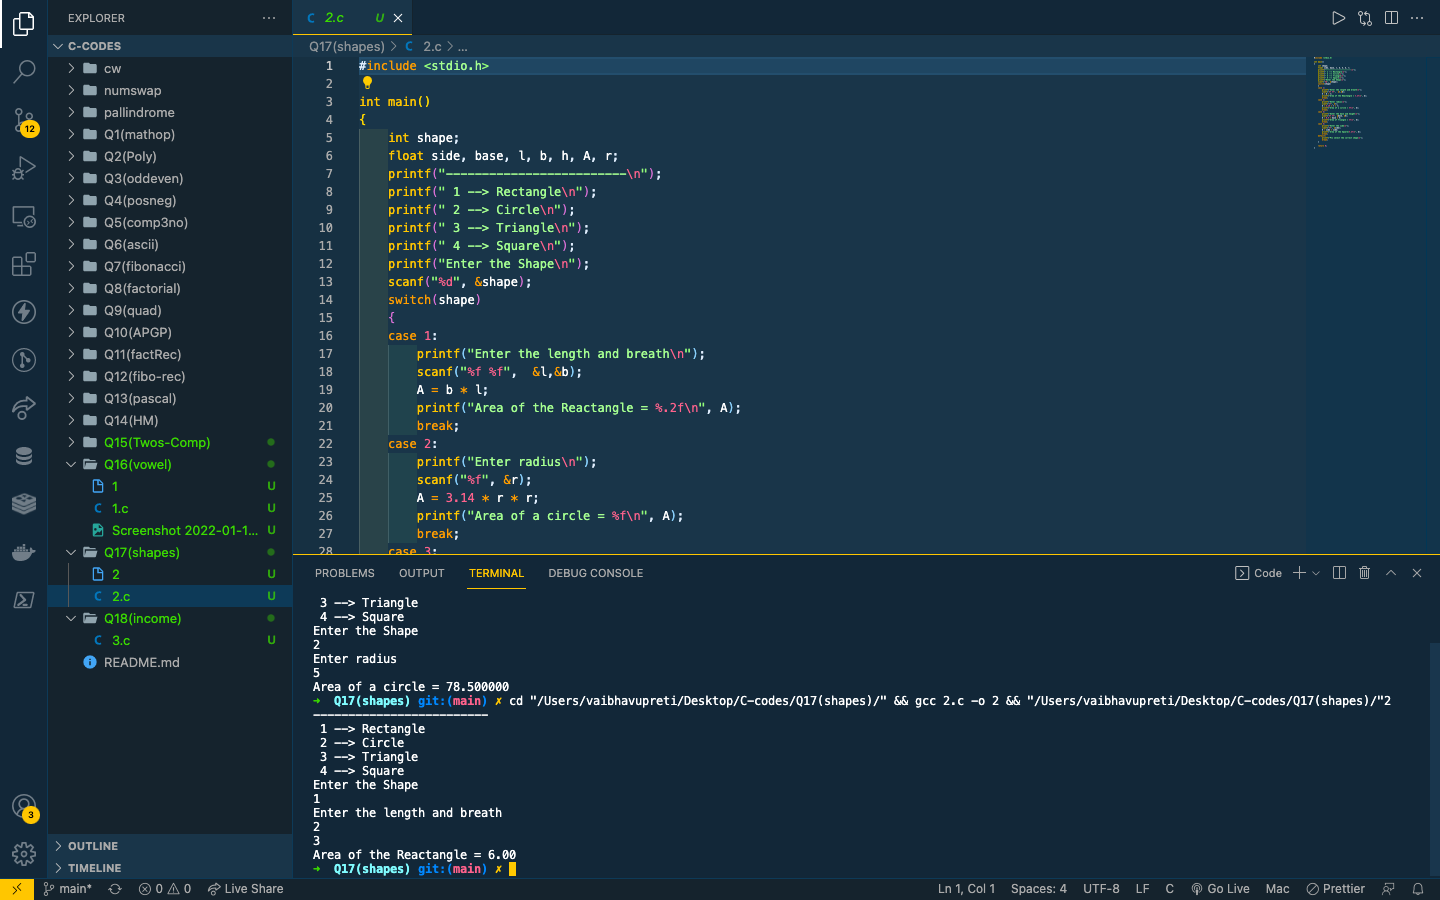 EXPLORER
C-CODES
cw
numswap
pallindrome
Q1(mathop)
Q2(Poly)
Q3(oddeven)
Q4(posneg)
Q5(comp3no)
Q6(ascii)
Q7(fibonacci)
Q8(factorial)
Q9(quad)
Q10(APGP)
Q11(factRec)
Q12(fibo-rec)
Q13(pascal)
Q14(HM)
Q15(Twos-Comp)
Q16(vowel)
1 U
C 1.c U
Screenshot 2022-01-1... U
Q17(shapes)
2 U
C 2.c U
Q18(income)
C 3.c U
README.md
OUTLINE
TIMELINE
12
3
C 2.c U
Q17(shapes) > C 2.c > ...
1 #include <stdio.h>
2
3 int main()
4 {
5 int shape;
6 float side, base, l, b, h, A, r;
7 printf("-------------------------\n");
8 printf(" 1 --> Rectangle\n");
9 printf(" 2 --> Circle\n");
10 printf(" 3 --> Triangle\n");
11 printf(" 4 --> Square\n");
12 printf("Enter the Shape\n");
13 scanf("%d", &shape);
14 switch(shape)
15 {
16 case 1:
17 printf("Enter the length and breath\n");
18 scanf("%f %f",  &l,&b);
19 A = b * l;
20 printf("Area of the Reactangle = %.2f\n", A);
21 break;
22 case 2:
23 printf("Enter radius\n");
24 scanf("%f", &r);
25 A = 3.14 * r * r;
26 printf("Area of a circle = %f\n", A);
27 break;
28 case 3:
PROBLEMS OUTPUT TERMINAL DEBUG CONSOLE
Code
3 --> Triangle
4 --> Square
Enter the Shape
2
Enter radius
5
Area of a circle = 78.500000
➜ Q17(shapes) git:(main) ✗ cd "/Users/vaibhavupreti/Desktop/C-codes/Q17(shapes)/" && gcc 2.c -o 2 && "/Users/vaibhavupreti/Desktop/C-codes/Q17(shapes)/"2
-------------------------
1 --> Rectangle
2 --> Circle
3 --> Triangle
4 --> Square
Enter the Shape
1
Enter the length and breath
2
3
Area of the Reactangle = 6.00
➜ Q17(shapes) git:(main) ✗
main* 0 0 Live Share
Ln 1, Col 1 Spaces: 4 UTF-8 LF C Go Live Mac Prettier